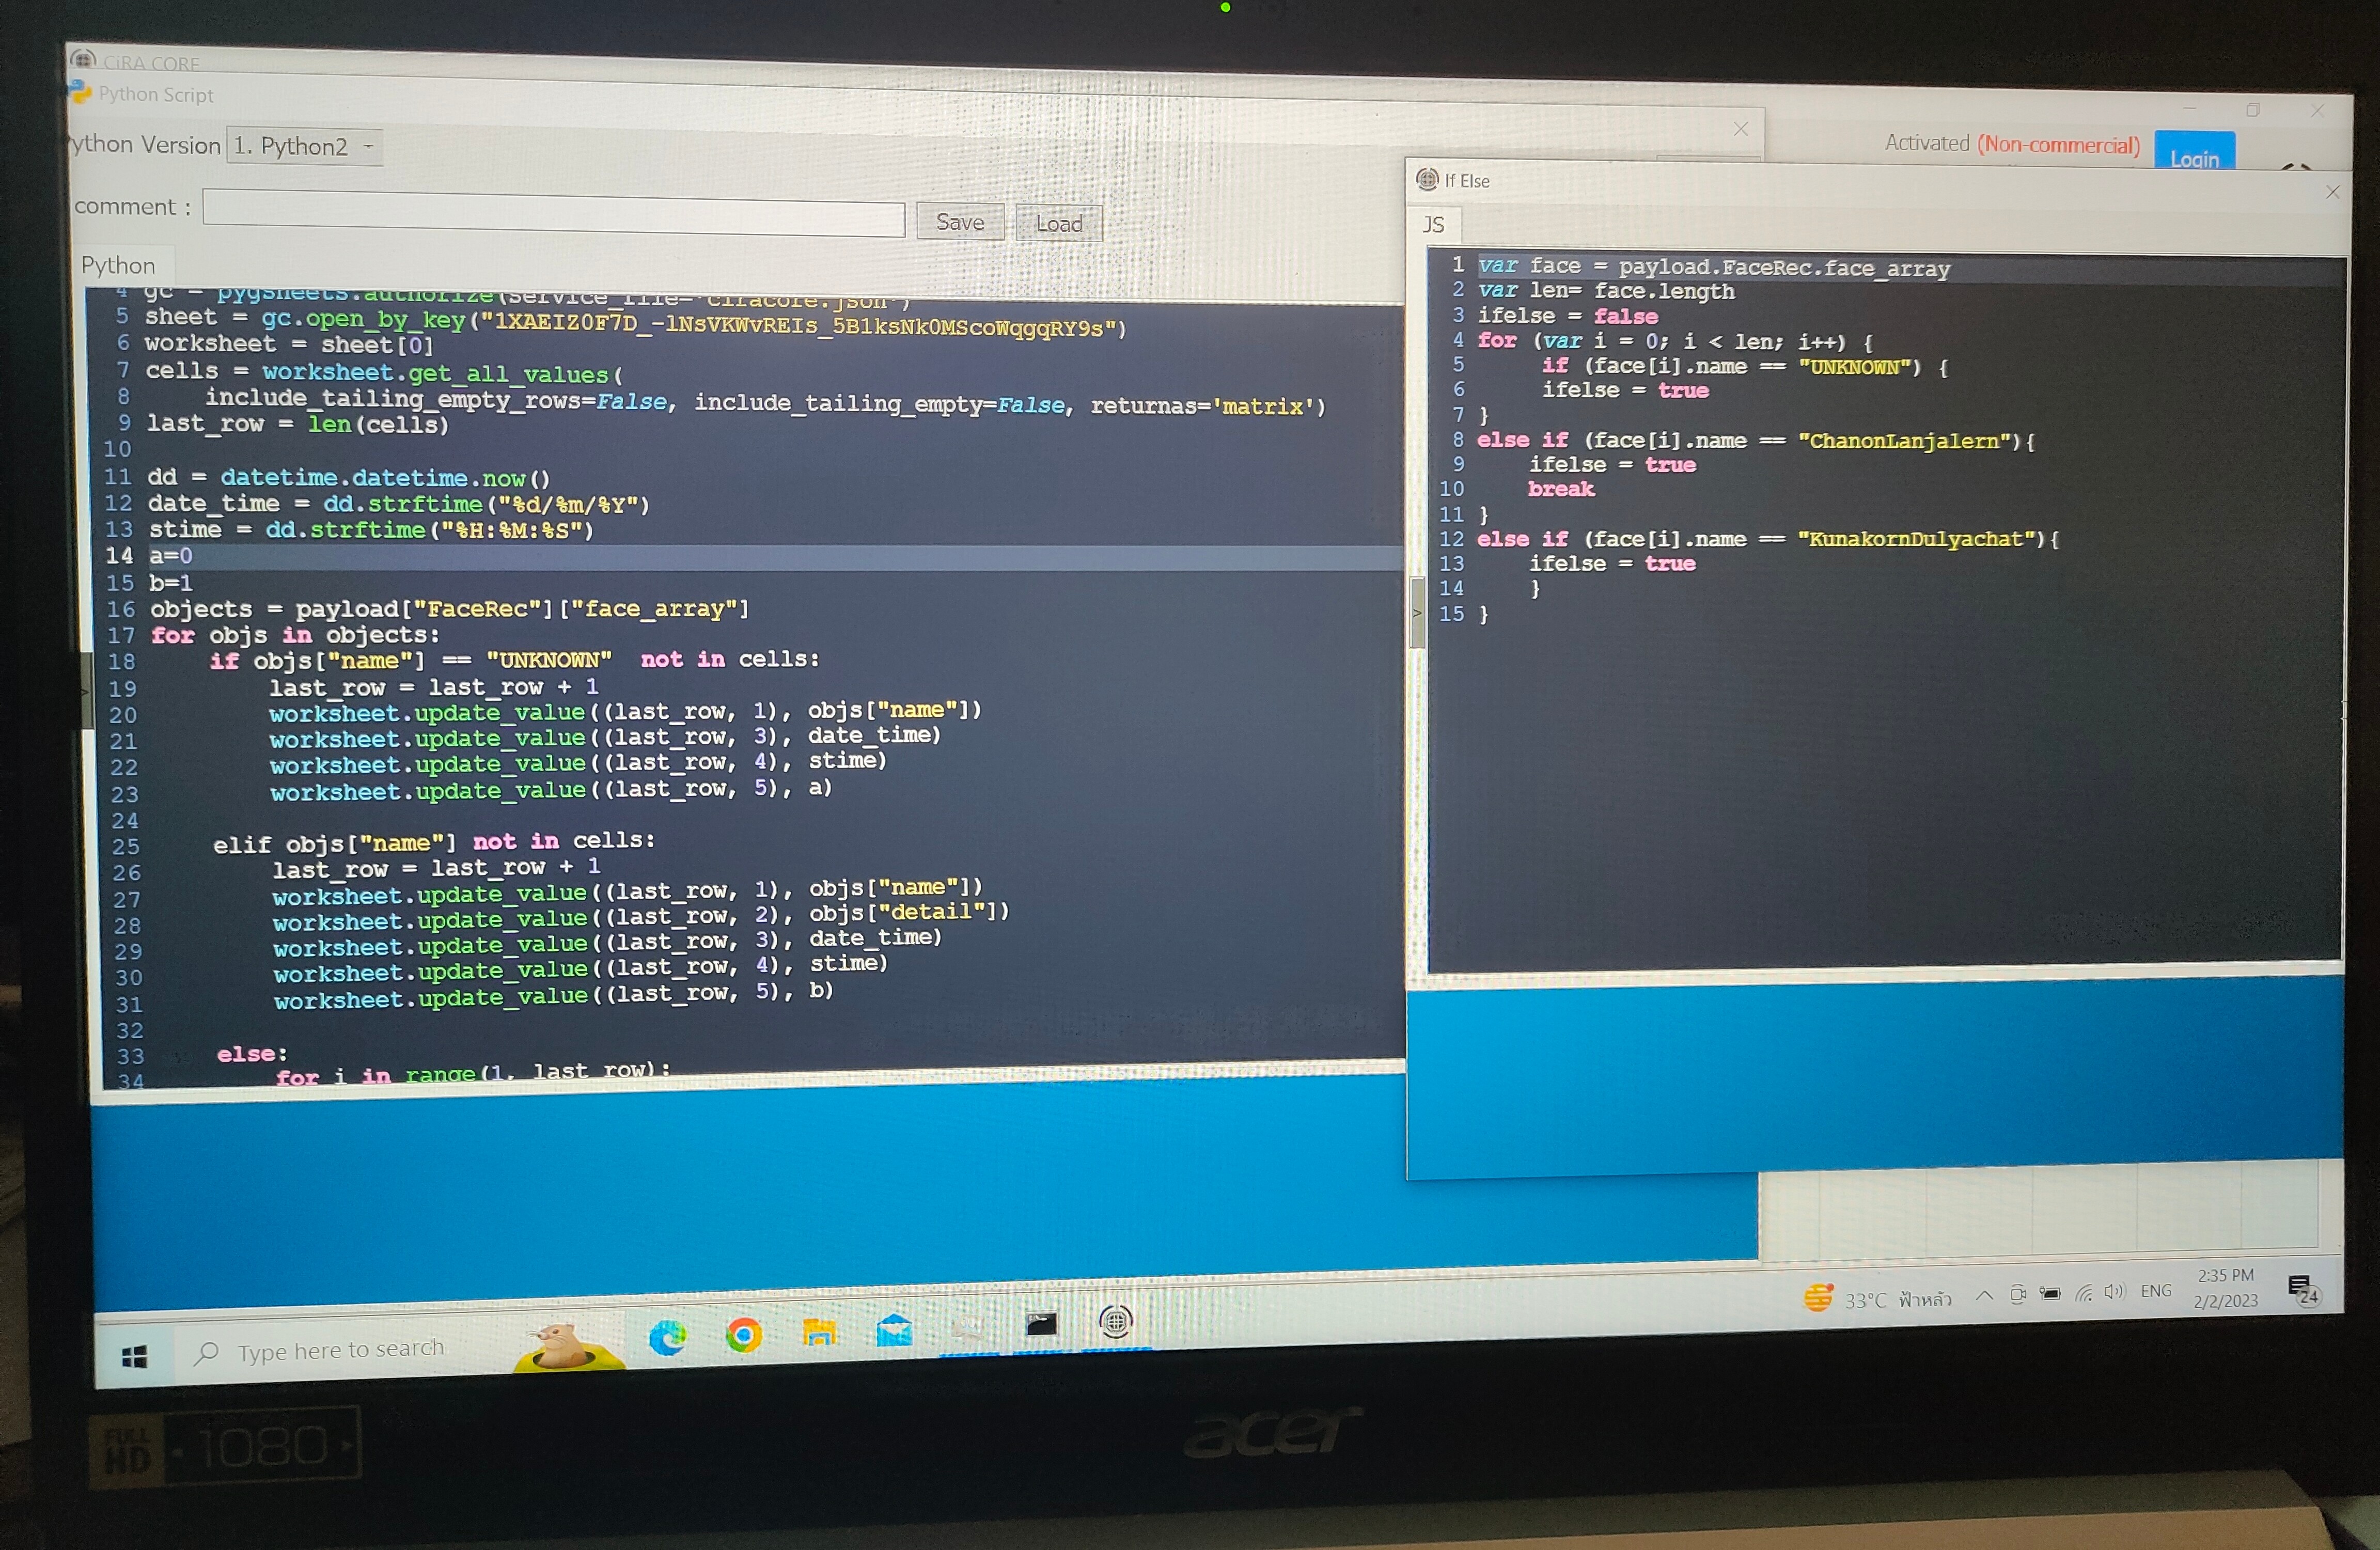 CiRA CORE
Python Script
ython Version 1. Python2
comment :
Save
Load
Python
4 gc = pygsheets.authorize(service_file='ciracore.json')
5 sheet = gc.open_by_key("1XAEIZ0F7D_-lNsVKWvREIs_5B1ksNk0MScoWqgqRY9s")
6 worksheet = sheet[0]
7 cells = worksheet.get_all_values(
8 include_tailing_empty_rows=False, include_tailing_empty=False, returnas='matrix')
9 last_row = len(cells)
10
11 dd = datetime.datetime.now()
12 date_time = dd.strftime("%d/%m/%Y")
13 stime = dd.strftime("%H:%M:%S")
14 a=0
15 b=1
16 objects = payload["FaceRec"]["face_array"]
17 for objs in objects:
18 if objs["name"] == "UNKNOWN"  not in cells:
19 last_row = last_row + 1
20 worksheet.update_value((last_row, 1), objs["name"])
21 worksheet.update_value((last_row, 3), date_time)
22 worksheet.update_value((last_row, 4), stime)
23 worksheet.update_value((last_row, 5), a)
24
25 elif objs["name"] not in cells:
26 last_row = last_row + 1
27 worksheet.update_value((last_row, 1), objs["name"])
28 worksheet.update_value((last_row, 2), objs["detail"])
29 worksheet.update_value((last_row, 3), date_time)
30 worksheet.update_value((last_row, 4), stime)
31 worksheet.update_value((last_row, 5), b)
32
33 else:
34 for i in range(1, last_row):
Activated (Non-commercial)
Login
If Else
JS
1 var face = payload.FaceRec.face_array
2 var len= face.length
3 ifelse = false
4 for (var i = 0; i < len; i++) {
5 if (face[i].name == "UNKNOWN") {
6 ifelse = true
7 }
8 else if (face[i].name == "ChanonLanjalern"){
9 ifelse = true
10 break
11 }
12 else if (face[i].name == "KunakornDulyachat"){
13 ifelse = true
14 }
15 }
Type here to search
33°C ฟ้าหลัว
ENG
2:35 PM
2/2/2023
24
FULL HD 1080
acer